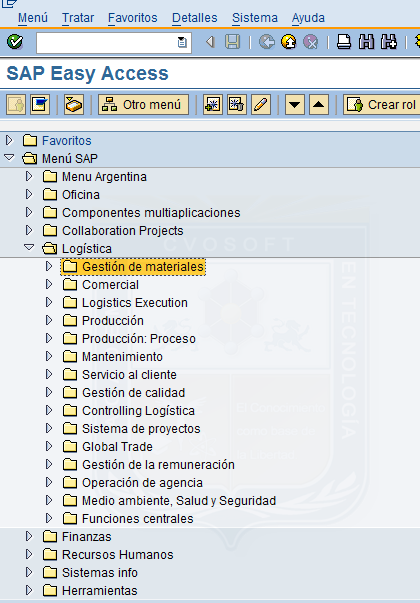 Menú Tratar Favoritos Detalles Sistema Ayuda
SAP Easy Access
Otro menú Crear rol
Favoritos
Menú SAP
Menu Argentina
Oficina
Componentes multiaplicaciones
Collaboration Projects
Logística
CVOSOFT
EN TECNOLOGÍA
Gestión de materiales
Comercial
Logistics Execution
Producción
Producción: Proceso
Mantenimiento
Servicio al cliente
Gestión de calidad
Controlling Logística
Sistema de proyectos
Global Trade
Gestión de la remuneración
Operación de agencia
Medio ambiente, Salud y Seguridad
Funciones centrales
Finanzas
Recursos Humanos
Sistemas info
Herramientas